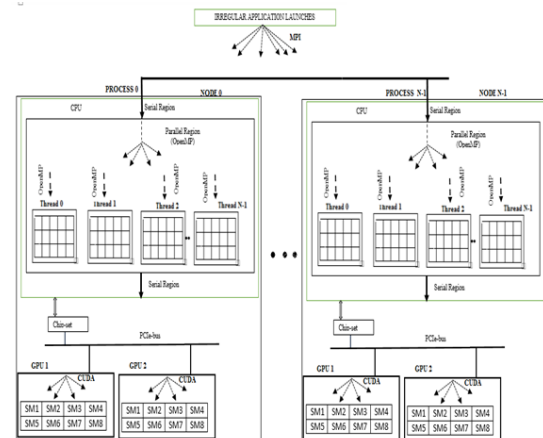 IRREGULAR APPLICATION LAUNCHES
MPI
PROCESS 0
NODE 0
CPU
Serial Region
Parallel Region
(OpenMP)
OpenMP
OpenMP
OpenMP
OpenMP
Thread 0
Thread 1
Thread 2
Thread N-1
Serial Region
Chip-set
PCIe-bus
GPU 1
CUDA
GPU 2
CUDA
SM1 SM2 SM3 SM4
SM5 SM6 SM7 SM8
SM1 SM2 SM3 SM4
SM5 SM6 SM7 SM8
PROCESS N-1
NODE N-1
CPU
Serial Region
Parallel Region
(OpenMP)
OpenMP
OpenMP
OpenMP
OpenMP
Thread 0
Thread 1
Thread 2
Thread N-1
Serial Region
Chip-set
PCIe-bus
GPU 1
CUDA
GPU 2
CUDA
SM1 SM2 SM3 SM4
SM5 SM6 SM7 SM8
SM1 SM2 SM3 SM4
SM5 SM6 SM7 SM8